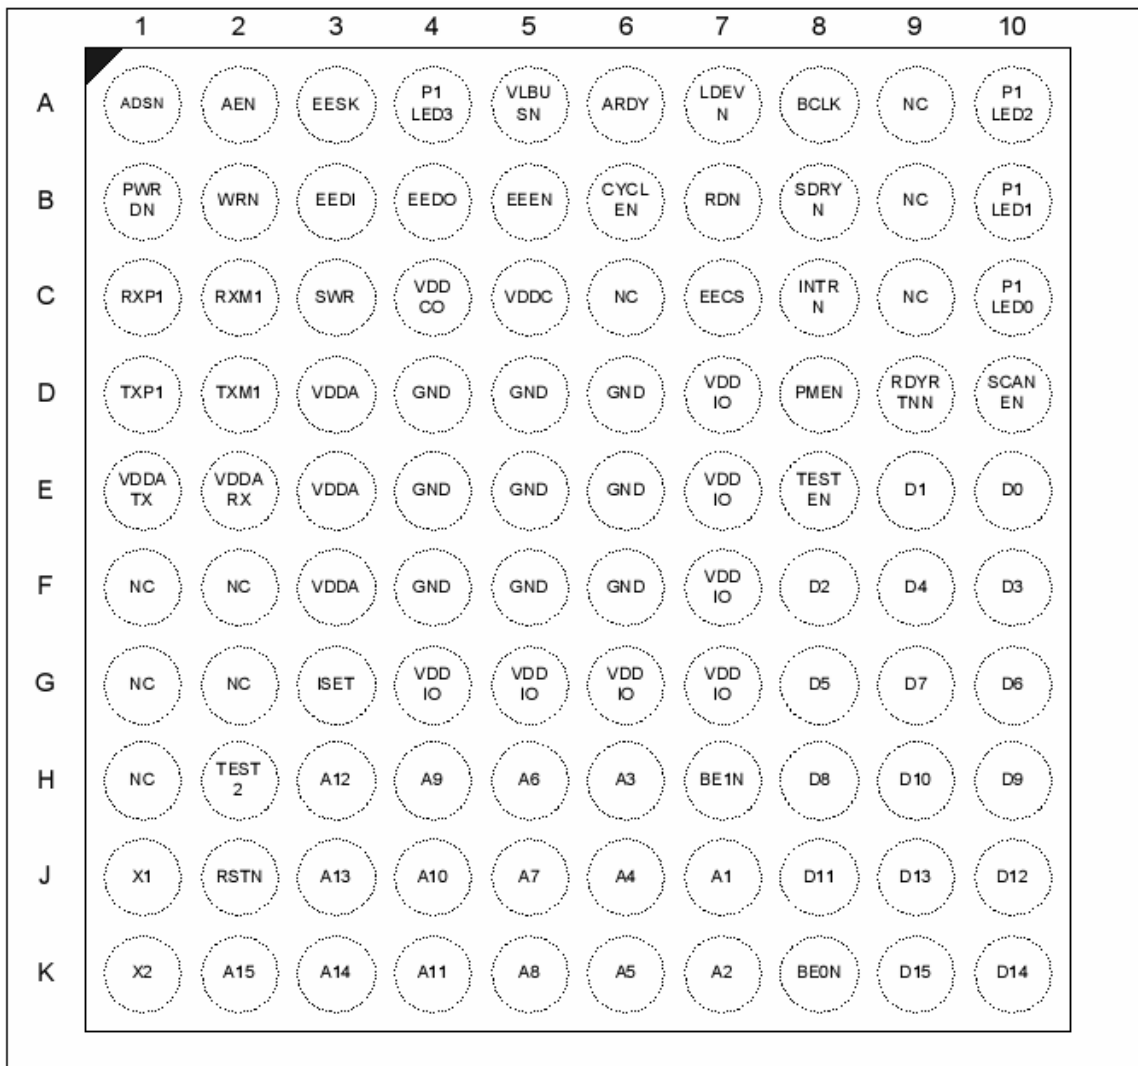 1 2 3 4 5 6 7 8 9 10
A ADSN AEN EESK P1 LED3 VLBU SN ARDY LDEV N BCLK NC P1 LED2
B PWR DN WRN EEDI EEDO EEEN CYCL EN RDN SDRY N NC P1 LED1
C RXP1 RXM1 SWR VDD CO VDDC NC EECS INTR N NC P1 LED0
D TXP1 TXM1 VDDA GND GND GND VDD IO PMEN RDYR TNN SCAN EN
E VDDA TX VDDA RX VDDA GND GND GND VDD IO TEST EN D1 D0
F NC NC VDDA GND GND GND VDD IO D2 D4 D3
G NC NC ISET VDD IO VDD IO VDD IO VDD IO D5 D7 D6
H NC TEST 2 A12 A9 A6 A3 BE1N D8 D10 D9
J X1 RSTN A13 A10 A7 A4 A1 D11 D13 D12
K X2 A15 A14 A11 A8 A5 A2 BE0N D15 D14